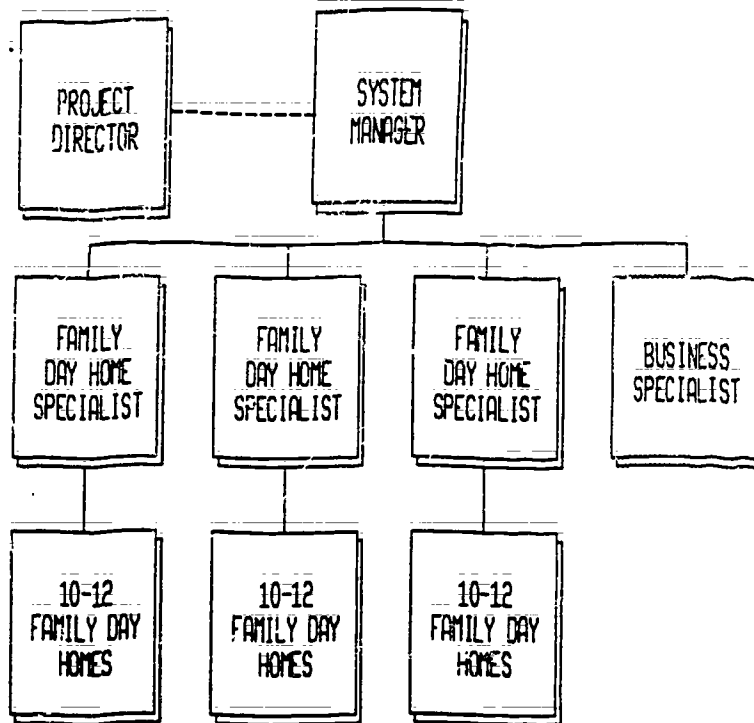 PROJECT
DIRECTOR
SYSTEM
MANAGER
FAMILY
DAY HOME
SPECIALIST
FAMILY
DAY HOME
SPECIALIST
FAMILY
DAY HOME
SPECIALIST
BUSINESS
SPECIALIST
10-12
FAMILY DAY
HOMES
10-12
FAMILY DAY
HOMES
10-12
FAMILY DAY
HOMES